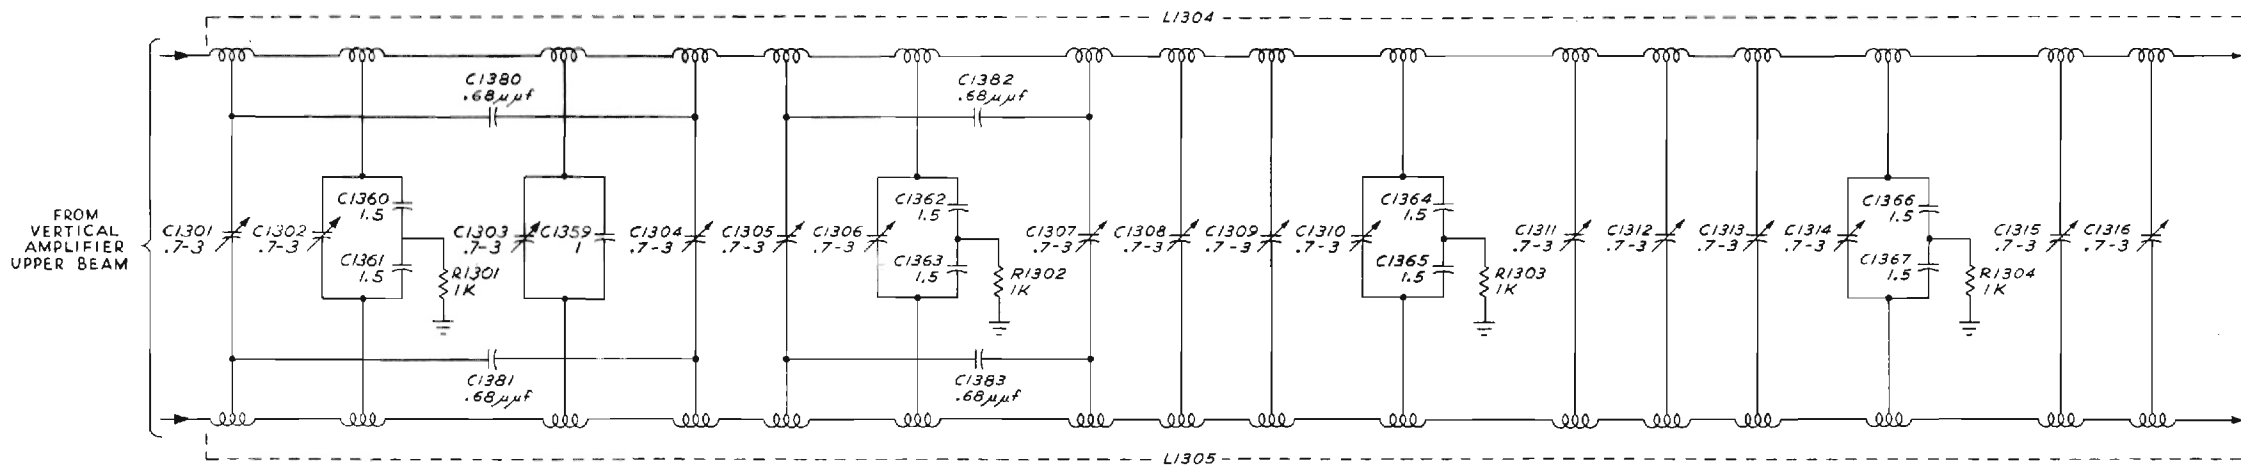 L1304
C1380
.68μμf
C1382
.68μμf
FROM
VERTICAL
AMPLIFIER
UPPER BEAM
C1301
.7-3
C1302
.7-3
C1360
1.5
C1361
1.5
R1301
1K
C1303
.7-3
C1359
1
C1304
.7-3
C1305
.7-3
C1306
.7-3
C1362
1.5
C1363
1.5
R1302
1K
C1307
.7-3
C1308
.7-3
C1309
.7-3
C1310
.7-3
C1364
1.5
C1365
1.5
R1303
1K
C1311
.7-3
C1312
.7-3
C1313
.7-3
C1314
.7-3
C1366
1.5
C1367
1.5
R1304
1K
C1315
.7-3
C1316
.7-3
C1381
.68μμf
C1383
.68μμf
L1305